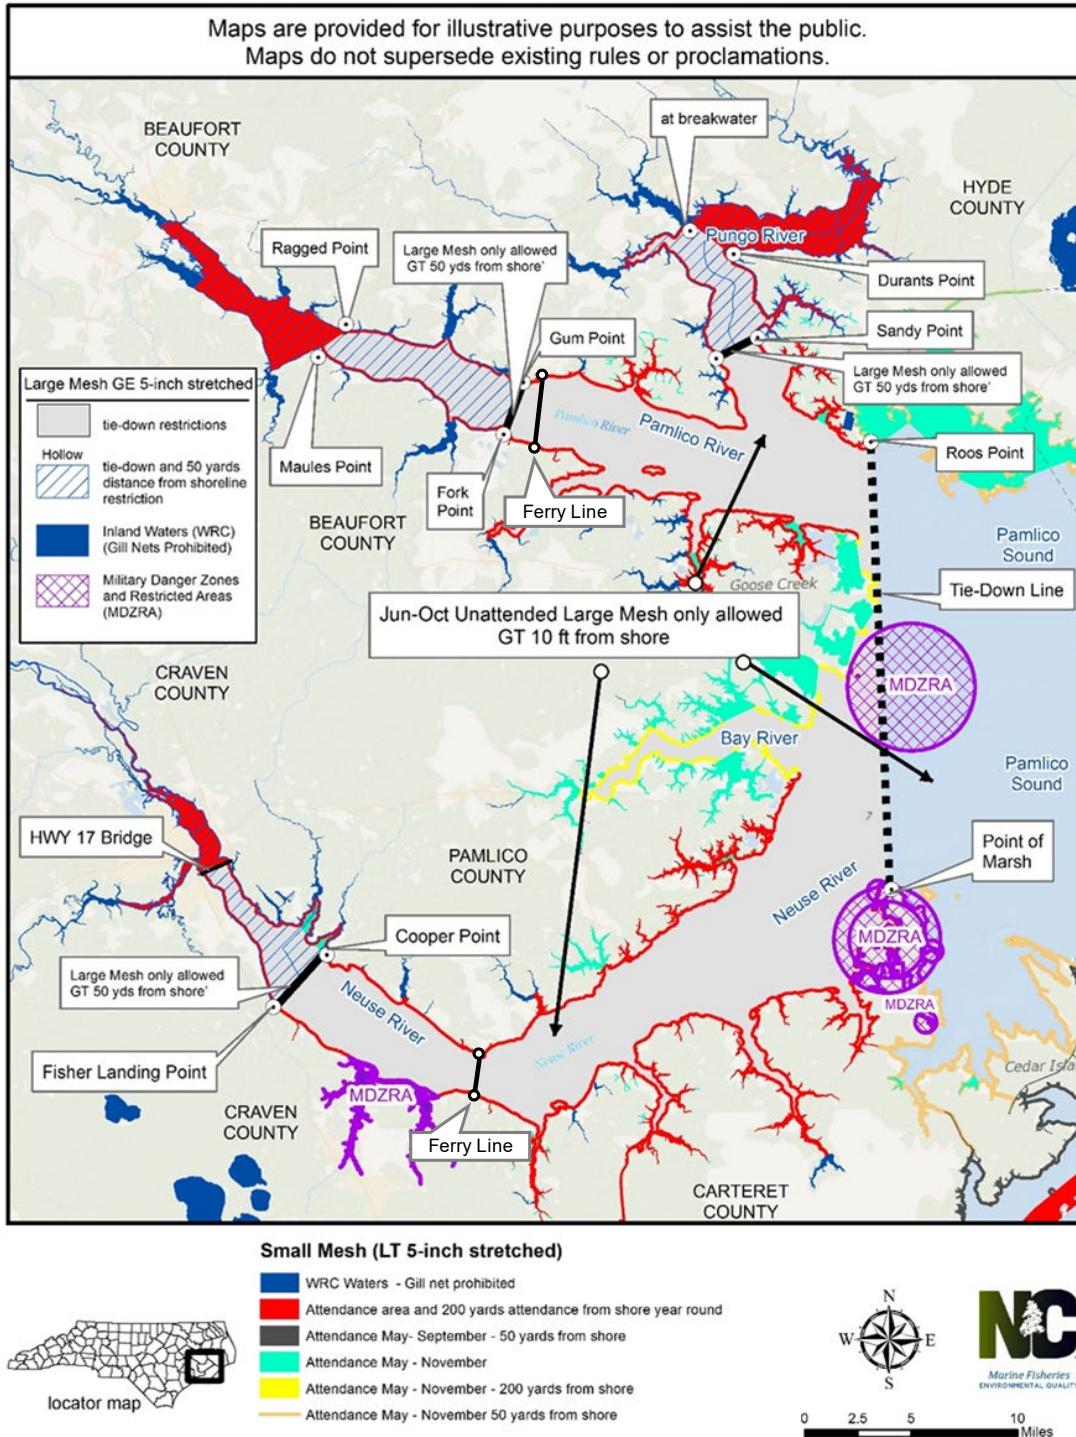 Maps are provided for illustrative purposes to assist the public.
Maps do not supersede existing rules or proclamations.
BEAUFORT
COUNTY
at breakwater
HYDE
COUNTY
Ragged Point
Large Mesh only allowed
GT 50 yds from shore'
Pungo River
Durants Point
Gum Point
Sandy Point
Large Mesh GE 5-inch stretched
tie-down restrictions
Hollow
tie-down and 50 yards
distance from shoreline
restriction
Inland Waters (WRC)
(Gill Nets Prohibited)
Military Danger Zones
and Restricted Areas
(MDZRA)
Large Mesh only allowed
GT 50 yds from shore'
Pamlico River
Pamlico River
Maules Point
Roos Point
Fork
Point
Ferry Line
BEAUFORT
COUNTY
Pamlico
Sound
Goose Creek
Tie-Down Line
Jun-Oct Unattended Large Mesh only allowed
GT 10 ft from shore
CRAVEN
COUNTY
MDZRA
Bay River
Pamlico
Sound
7
HWY 17 Bridge
Point of
Marsh
PAMLICO
COUNTY
Neuse River
Cooper Point
MDZRA
Large Mesh only allowed
GT 50 yds from shore'
Neuse River
MDZRA
Neuse River
Fisher Landing Point
Cedar Isla
MDZRA
CRAVEN
COUNTY
Ferry Line
CARTERET
COUNTY
Small Mesh (LT 5-inch stretched)
WRC Waters - Gill net prohibited
Attendance area and 200 yards attendance from shore year round
Attendance May- September - 50 yards from shore
Attendance May - November
Attendance May - November - 200 yards from shore
Attendance May - November 50 yards from shore
locator map
N
W E
S
NC
Marine Fisheries
ENVIRONMENTAL QUALITY
0 2.5 5 10
Miles